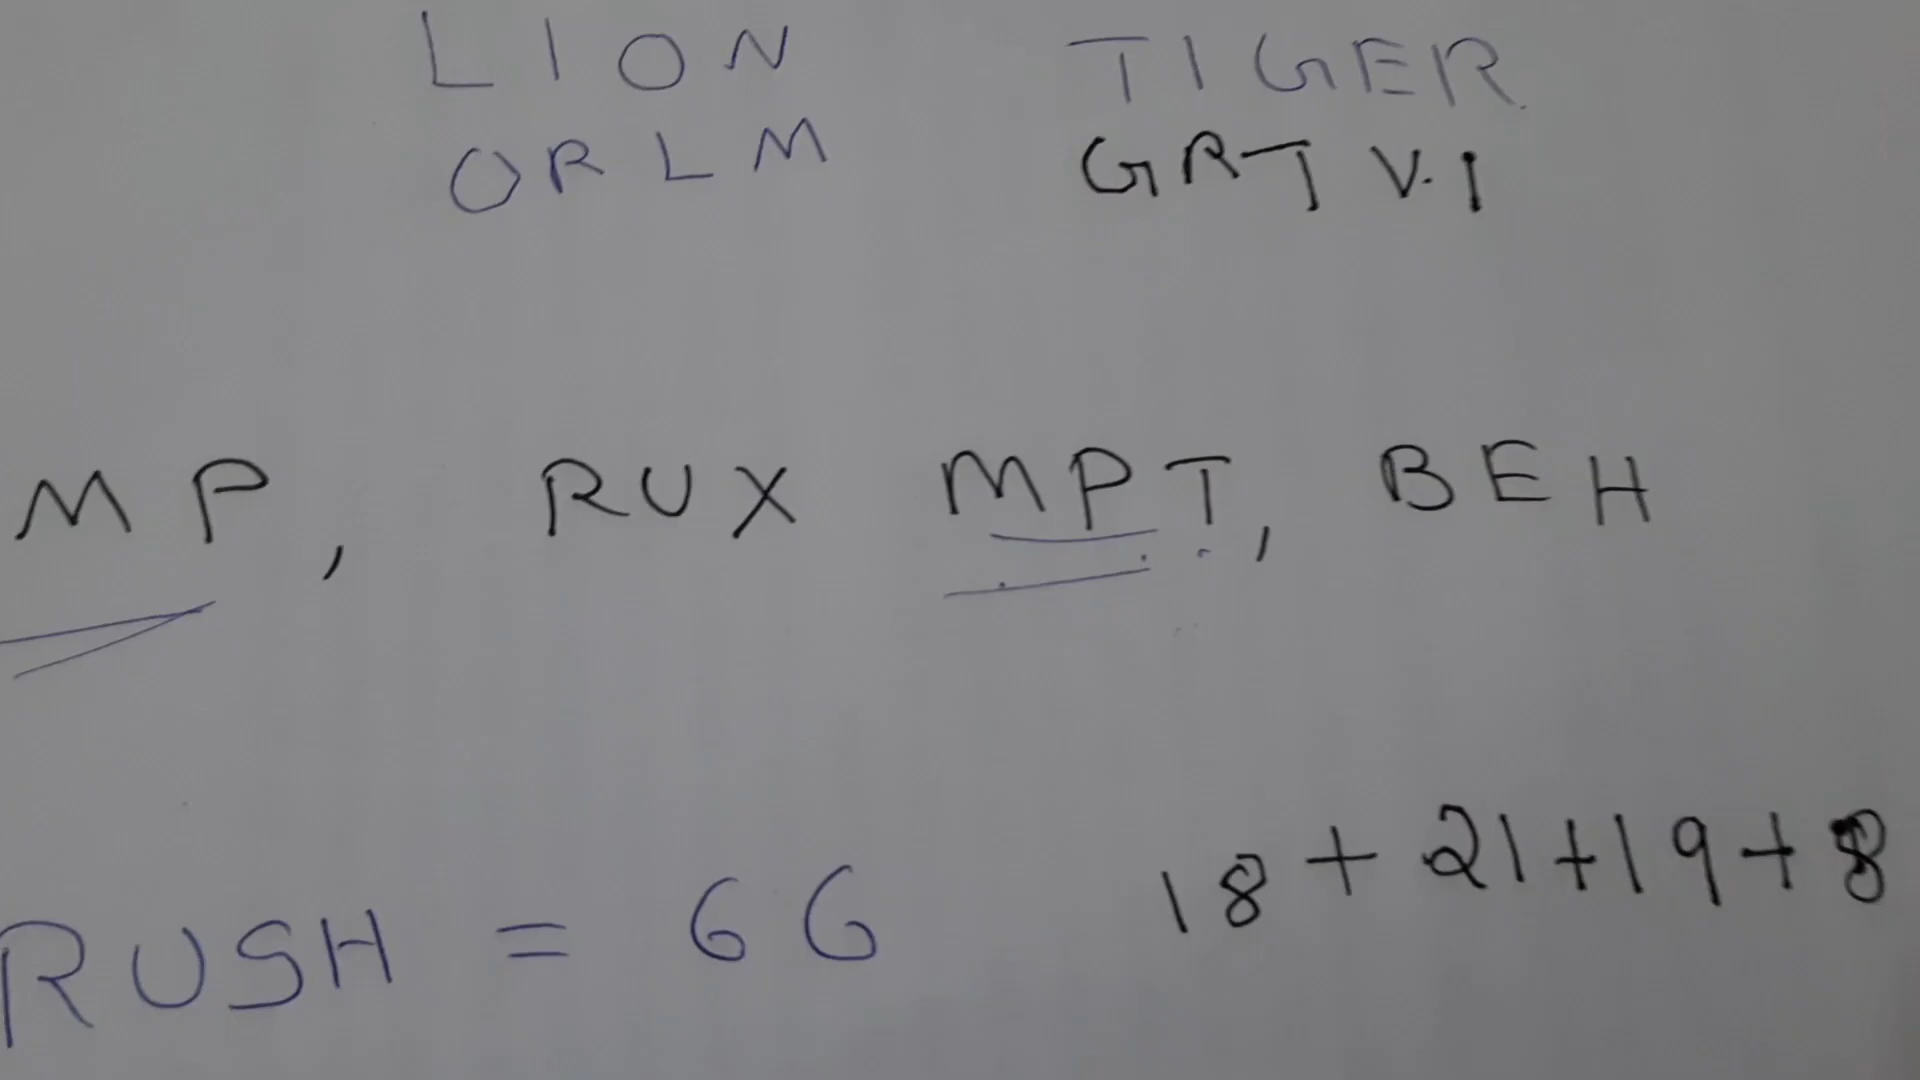 LION TIGER
ORLM GRTVI
MP, RUX MPT, BEH
RUSH = 66 18+21+19+8